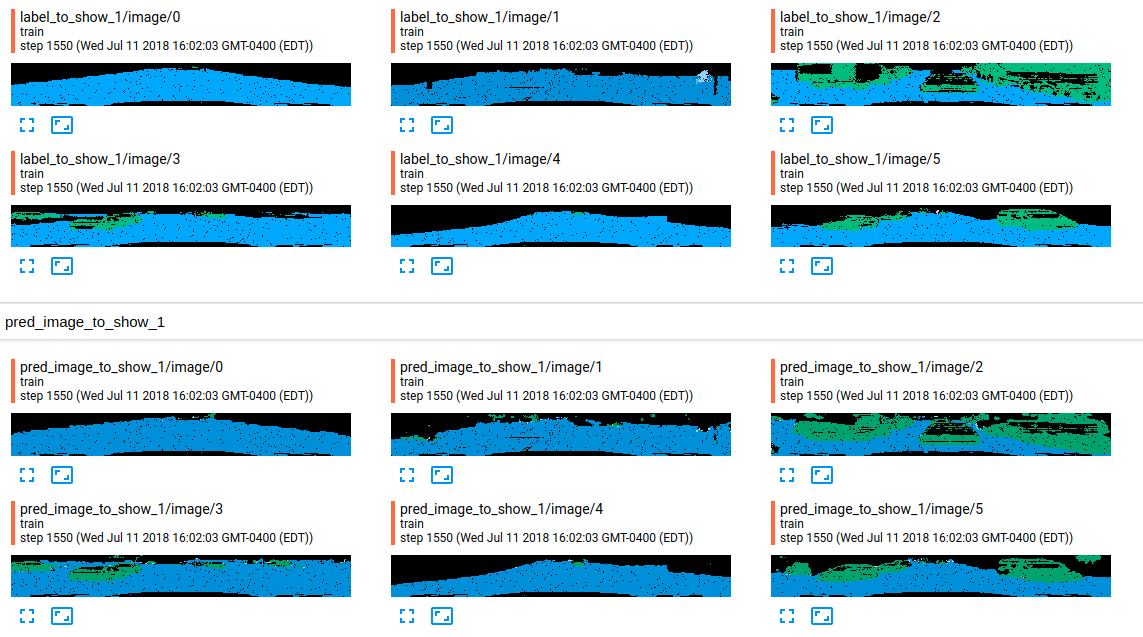 label_to_show_1/image/0
train
step 1550 (Wed Jul 11 2018 16:02:03 GMT-0400 (EDT))
label_to_show_1/image/1
train
step 1550 (Wed Jul 11 2018 16:02:03 GMT-0400 (EDT))
label_to_show_1/image/2
train
step 1550 (Wed Jul 11 2018 16:02:03 GMT-0400 (EDT))
label_to_show_1/image/3
train
step 1550 (Wed Jul 11 2018 16:02:03 GMT-0400 (EDT))
label_to_show_1/image/4
train
step 1550 (Wed Jul 11 2018 16:02:03 GMT-0400 (EDT))
label_to_show_1/image/5
train
step 1550 (Wed Jul 11 2018 16:02:03 GMT-0400 (EDT))
pred_image_to_show_1
pred_image_to_show_1/image/0
train
step 1550 (Wed Jul 11 2018 16:02:03 GMT-0400 (EDT))
pred_image_to_show_1/image/1
train
step 1550 (Wed Jul 11 2018 16:02:03 GMT-0400 (EDT))
pred_image_to_show_1/image/2
train
step 1550 (Wed Jul 11 2018 16:02:03 GMT-0400 (EDT))
pred_image_to_show_1/image/3
train
step 1550 (Wed Jul 11 2018 16:02:03 GMT-0400 (EDT))
pred_image_to_show_1/image/4
train
step 1550 (Wed Jul 11 2018 16:02:03 GMT-0400 (EDT))
pred_image_to_show_1/image/5
train
step 1550 (Wed Jul 11 2018 16:02:03 GMT-0400 (EDT))